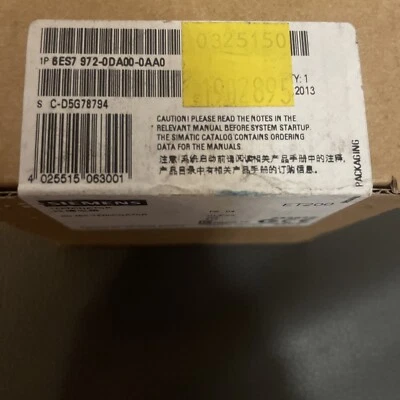 0325150
1P 6ES7 972-0DA00-0AA0
Y: 1
1902895
2013
S C-D5G78794
CAUTION! PLEASE READ THE NOTES IN THE
RELEVANT MANUAL BEFORE SYSTEM STARTUP.
THE SIMATIC CATALOG CONTAINS ORDERING
DATA FOR THE MANUALS.
注意:系统启动前请阅读相关产品手册中的注释,
产品目录中有相关产品手册的订购信息.
4 025515 063001
PACKAGING
SIEMENS
ET200